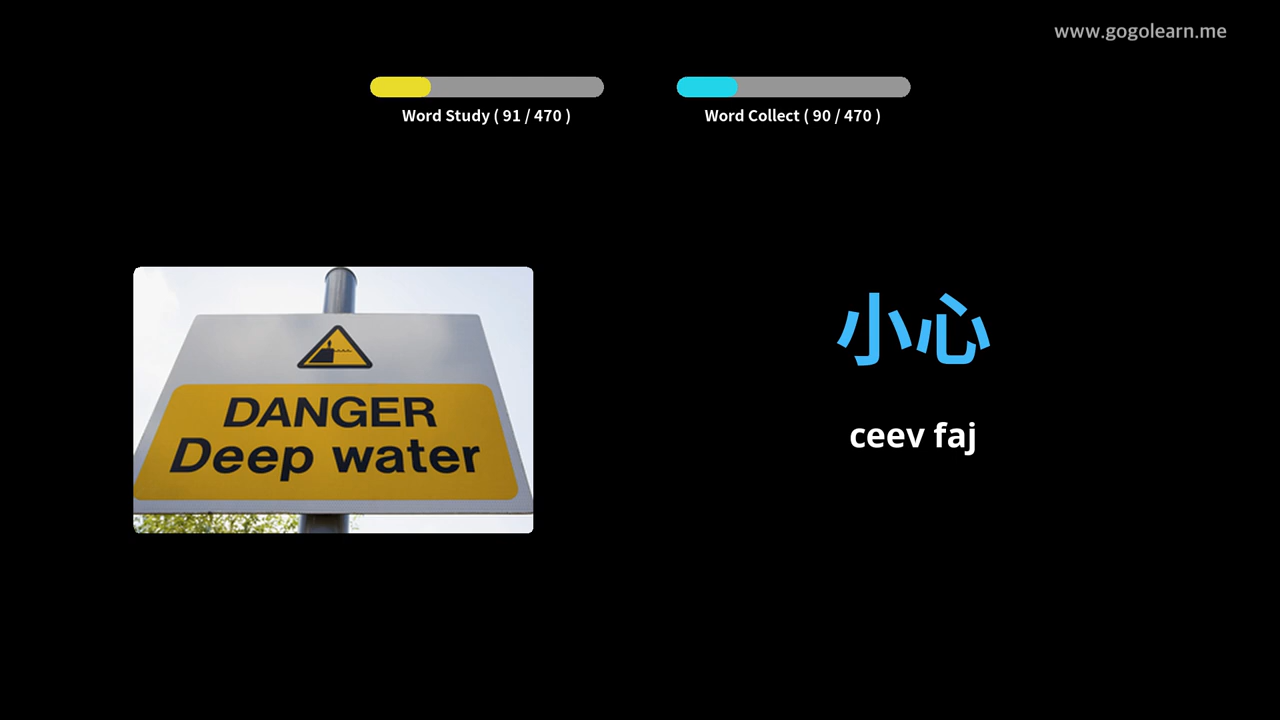 www.gogolearn.me
Word Study ( 91 / 470 )
Word Collect ( 90 / 470 )
DANGER
Deep water
小心
ceev faj